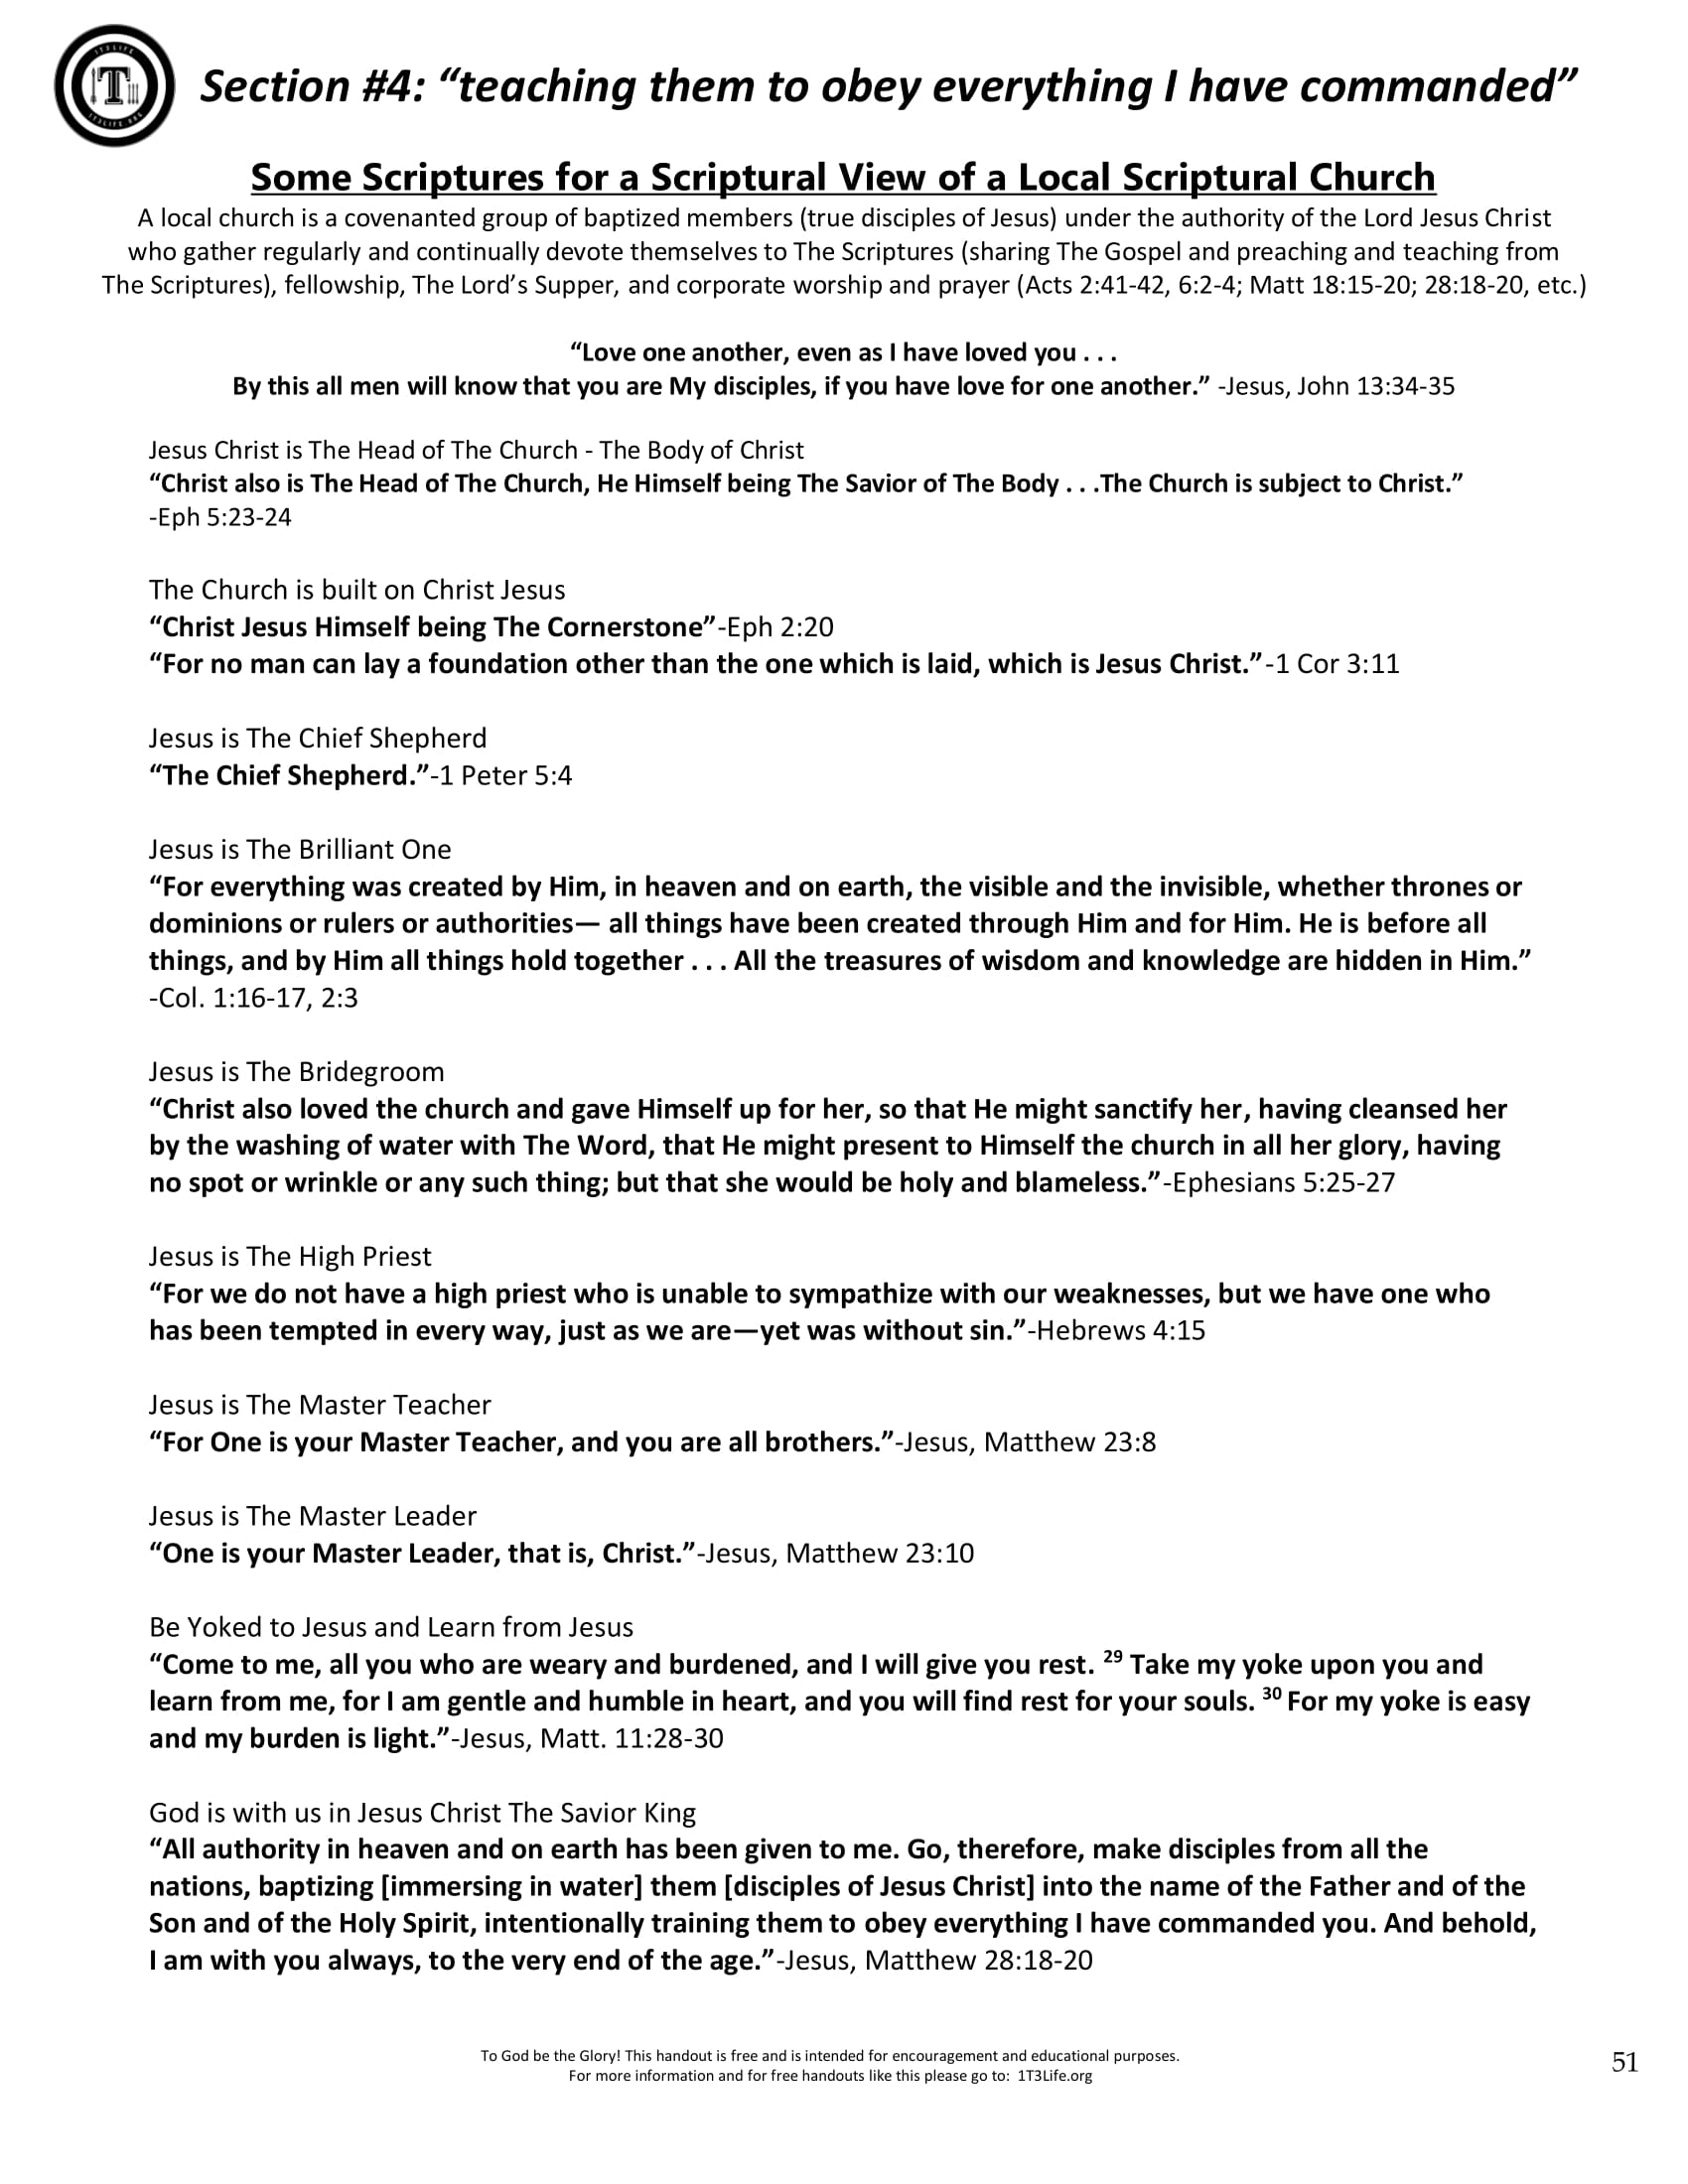 1T3LIFE
T
1T3LIFE.ORG
Section #4: “teaching them to obey everything I have commanded”
Some Scriptures for a Scriptural View of a Local Scriptural Church
A local church is a covenanted group of baptized members (true disciples of Jesus) under the authority of the Lord Jesus Christ
who gather regularly and continually devote themselves to The Scriptures (sharing The Gospel and preaching and teaching from
The Scriptures), fellowship, The Lord’s Supper, and corporate worship and prayer (Acts 2:41-42, 6:2-4; Matt 18:15-20; 28:18-20, etc.)
“Love one another, even as I have loved you . . .
By this all men will know that you are My disciples, if you have love for one another.” -Jesus, John 13:34-35
Jesus Christ is The Head of The Church - The Body of Christ
“Christ also is The Head of The Church, He Himself being The Savior of The Body . . .The Church is subject to Christ.”
-Eph 5:23-24
The Church is built on Christ Jesus
“Christ Jesus Himself being The Cornerstone”-Eph 2:20
“For no man can lay a foundation other than the one which is laid, which is Jesus Christ.”-1 Cor 3:11
Jesus is The Chief Shepherd
“The Chief Shepherd.”-1 Peter 5:4
Jesus is The Brilliant One
“For everything was created by Him, in heaven and on earth, the visible and the invisible, whether thrones or
dominions or rulers or authorities— all things have been created through Him and for Him. He is before all
things, and by Him all things hold together . . . All the treasures of wisdom and knowledge are hidden in Him.”
-Col. 1:16-17, 2:3
Jesus is The Bridegroom
“Christ also loved the church and gave Himself up for her, so that He might sanctify her, having cleansed her
by the washing of water with The Word, that He might present to Himself the church in all her glory, having
no spot or wrinkle or any such thing; but that she would be holy and blameless.”-Ephesians 5:25-27
Jesus is The High Priest
“For we do not have a high priest who is unable to sympathize with our weaknesses, but we have one who
has been tempted in every way, just as we are—yet was without sin.”-Hebrews 4:15
Jesus is The Master Teacher
“For One is your Master Teacher, and you are all brothers.”-Jesus, Matthew 23:8
Jesus is The Master Leader
“One is your Master Leader, that is, Christ.”-Jesus, Matthew 23:10
Be Yoked to Jesus and Learn from Jesus
“Come to me, all you who are weary and burdened, and I will give you rest. 29 Take my yoke upon you and
learn from me, for I am gentle and humble in heart, and you will find rest for your souls. 30 For my yoke is easy
and my burden is light.”-Jesus, Matt. 11:28-30
God is with us in Jesus Christ The Savior King
“All authority in heaven and on earth has been given to me. Go, therefore, make disciples from all the
nations, baptizing [immersing in water] them [disciples of Jesus Christ] into the name of the Father and of the
Son and of the Holy Spirit, intentionally training them to obey everything I have commanded you. And behold,
I am with you always, to the very end of the age.”-Jesus, Matthew 28:18-20
To God be the Glory! This handout is free and is intended for encouragement and educational purposes.
For more information and for free handouts like this please go to: 1T3Life.org
51